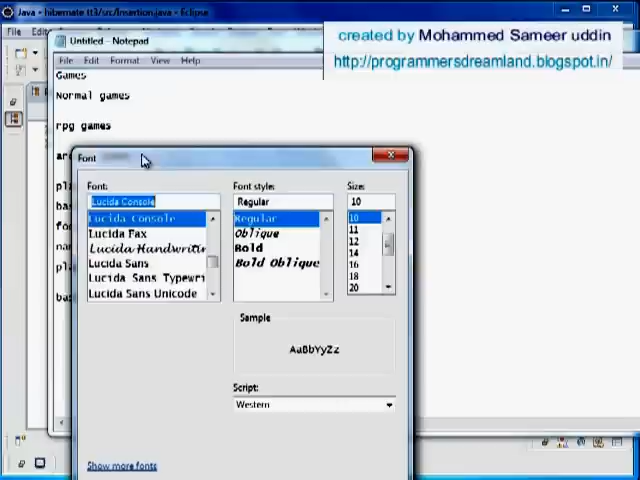 Java - hibernate tt3/src/Insertion.java - Eclipse
File
Edit
Untitled - Notepad
File Edit Format View Help
created by Mohammed Sameer uddin
http://programmersdreamland.blogspot.in/
Games
Normal games
rpg games
Font
Font:
Font style:
Size:
Lucida Console
Regular
10
Lucida Console
Lucida Fax
Lucida Handwritin
Lucida Sans
Lucida Sans Typewri
Lucida Sans Unicode
Regular
Oblique
Bold
Bold Oblique
10
11
12
14
16
18
20
Sample
AaBbYyZz
Script:
Western
Show more fonts